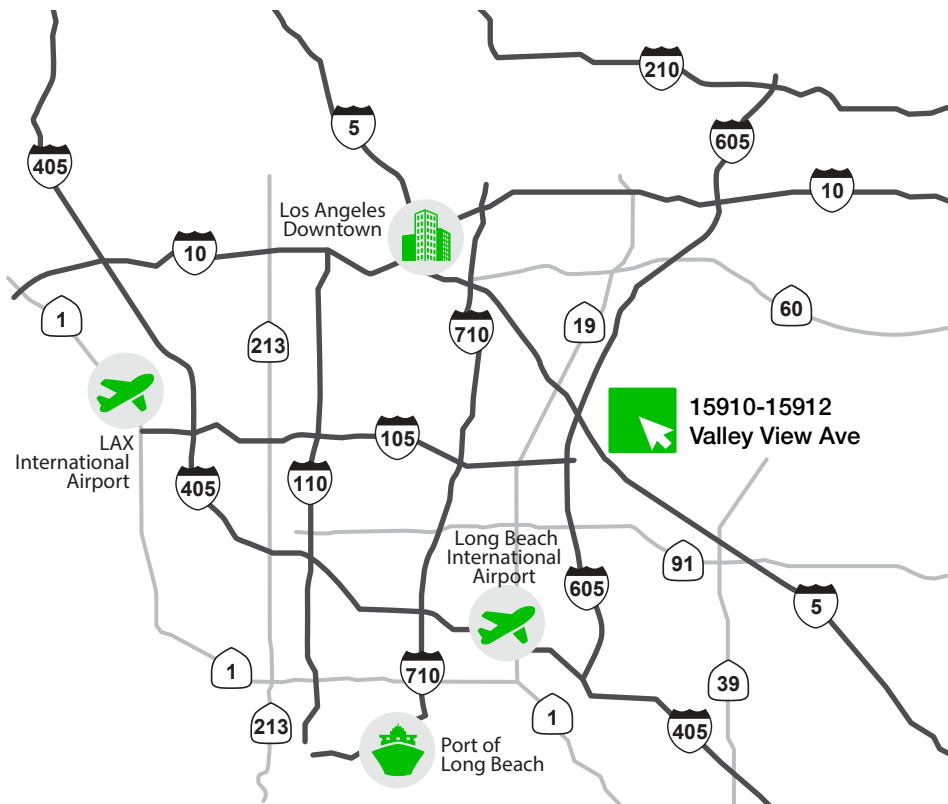 210
5
605
405
10
Los Angeles
Downtown
10
1
19
60
710
213
15910-15912
Valley View Ave
LAX
International
Airport
105
405
110
Long Beach
International
Airport
91
605
5
1
710
39
1
213
405
Port of
Long Beach